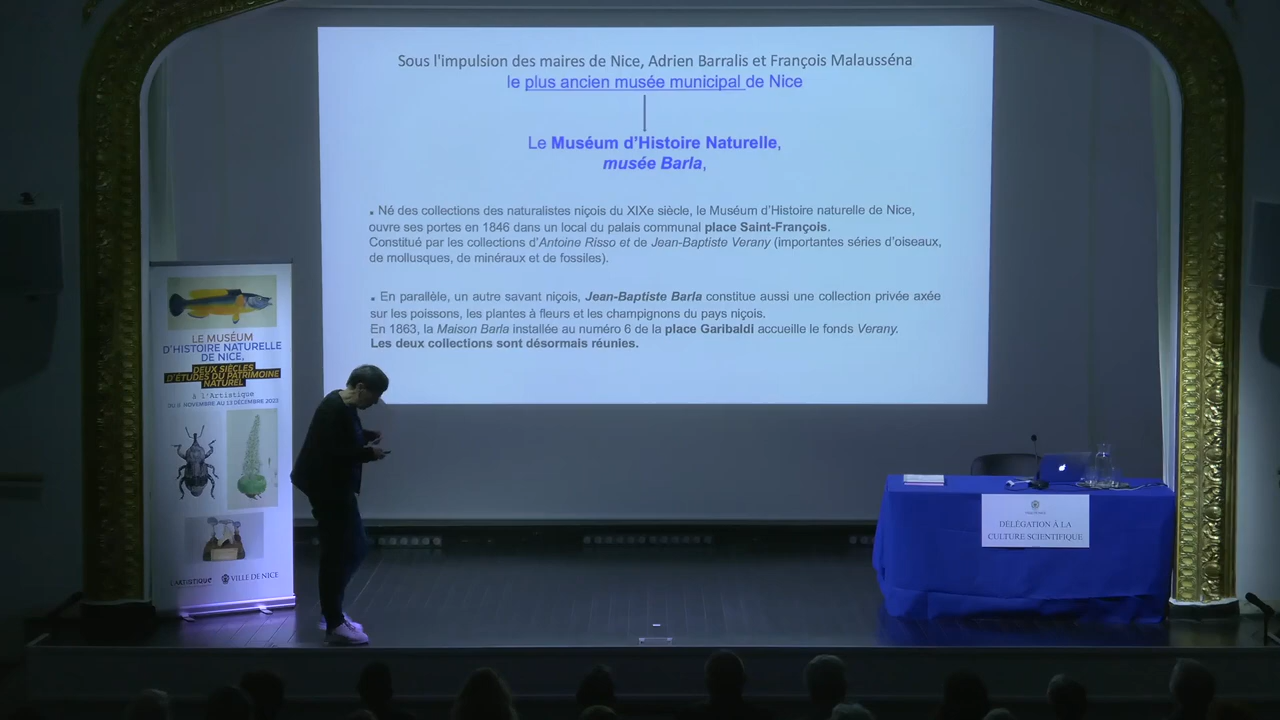 Sous l'impulsion des maires de Nice, Adrien Barralis et François Malausséna
le plus ancien musée municipal de Nice
Le Muséum d'Histoire Naturelle,
musée Barla,
▪ Né des collections des naturalistes niçois du XIXe siècle, le Muséum d'Histoire naturelle de Nice,
ouvre ses portes en 1846 dans un local du palais communal place Saint-François.
Constitué par les collections d'Antoine Risso et de Jean-Baptiste Verany (importantes séries d'oiseaux,
de mollusques, de minéraux et de fossiles).
▪ En parallèle, un autre savant niçois, Jean-Baptiste Barla constitue aussi une collection privée axée
sur les poissons, les plantes à fleurs et les champignons du pays niçois.
En 1863, la Maison Barla installée au numéro 6 de la place Garibaldi accueille le fonds Verany.
Les deux collections sont désormais réunies.
LE MUSÉUM
D'HISTOIRE NATURELLE
DE NICE,
DEUX SIÈCLES
D'ÉTUDES DU PATRIMOINE
NATUREL
à l'Artistique
DU 6 NOVEMBRE AU 13 DÉCEMBRE 2023
L'ARTISTIQUE VILLE DE NICE
DELÉGATION À LA
CULTURE SCIENTIFIQUE